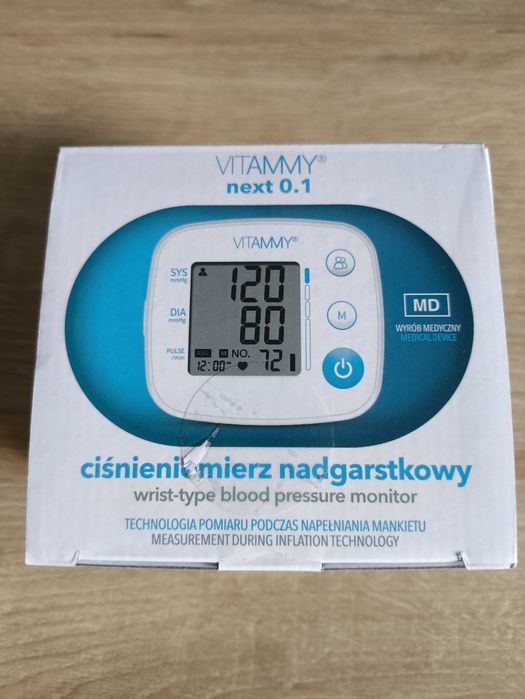 VITAMMY®
next 0.1
VITAMMY®
SYS
mmHg
120
DIA
mmHg
80
PULSE
/min
AVG M NO. 72
12:00
M
MD
WYRÓB MEDYCZNY
MEDICAL DEVICE
ciśnieniomierz nadgarstkowy
wrist-type blood pressure monitor
TECHNOLOGIA POMIARU PODCZAS NAPEŁNIANIA MANKIETU
MEASUREMENT DURING INFLATION TECHNOLOGY